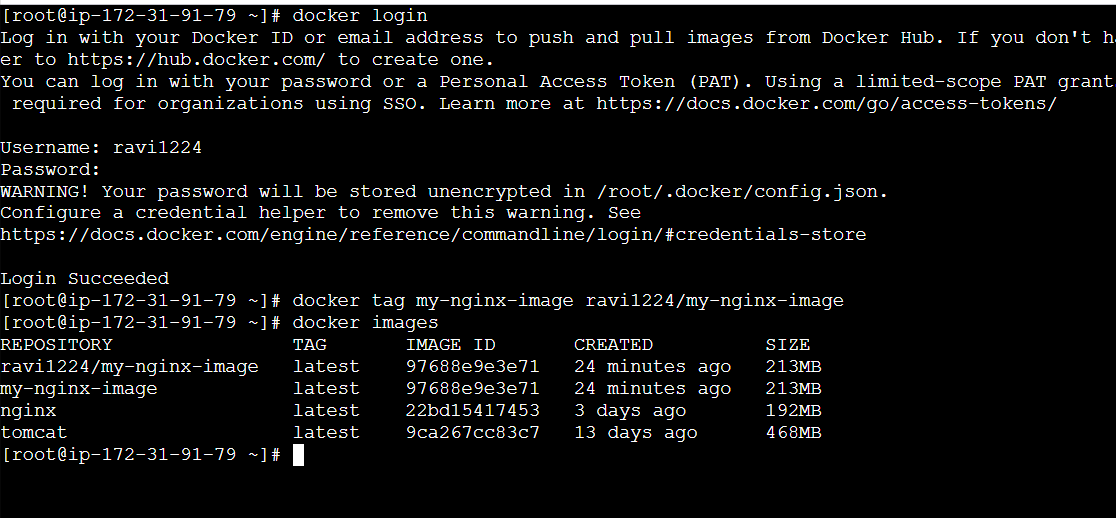 [root@ip-172-31-91-79 ~]# docker login
Log in with your Docker ID or email address to push and pull images from Docker Hub. If you don't h
er to https://hub.docker.com/ to create one.
You can log in with your password or a Personal Access Token (PAT). Using a limited-scope PAT grant
required for organizations using SSO. Learn more at https://docs.docker.com/go/access-tokens/
Username: ravi1224
Password:
WARNING! Your password will be stored unencrypted in /root/.docker/config.json.
Configure a credential helper to remove this warning. See
https://docs.docker.com/engine/reference/commandline/login/#credentials-store
Login Succeeded
[root@ip-172-31-91-79 ~]# docker tag my-nginx-image ravi1224/my-nginx-image
[root@ip-172-31-91-79 ~]# docker images
REPOSITORY TAG IMAGE ID CREATED SIZE
ravi1224/my-nginx-image latest 97688e9e3e71 24 minutes ago 213MB
my-nginx-image latest 97688e9e3e71 24 minutes ago 213MB
nginx latest 22bd15417453 3 days ago 192MB
tomcat latest 9ca267cc83c7 13 days ago 468MB
[root@ip-172-31-91-79 ~]#